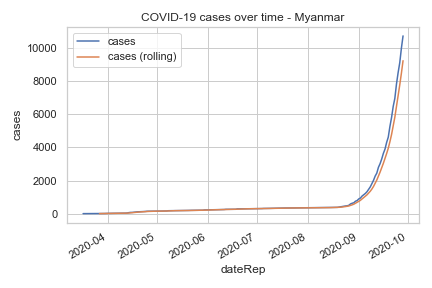 COVID-19 cases over time - Myanmar
cases
cases (rolling)
10000
8000
6000
4000
2000
0
cases
2020-04
2020-05
2020-06
2020-07
2020-08
2020-09
2020-10
dateRep